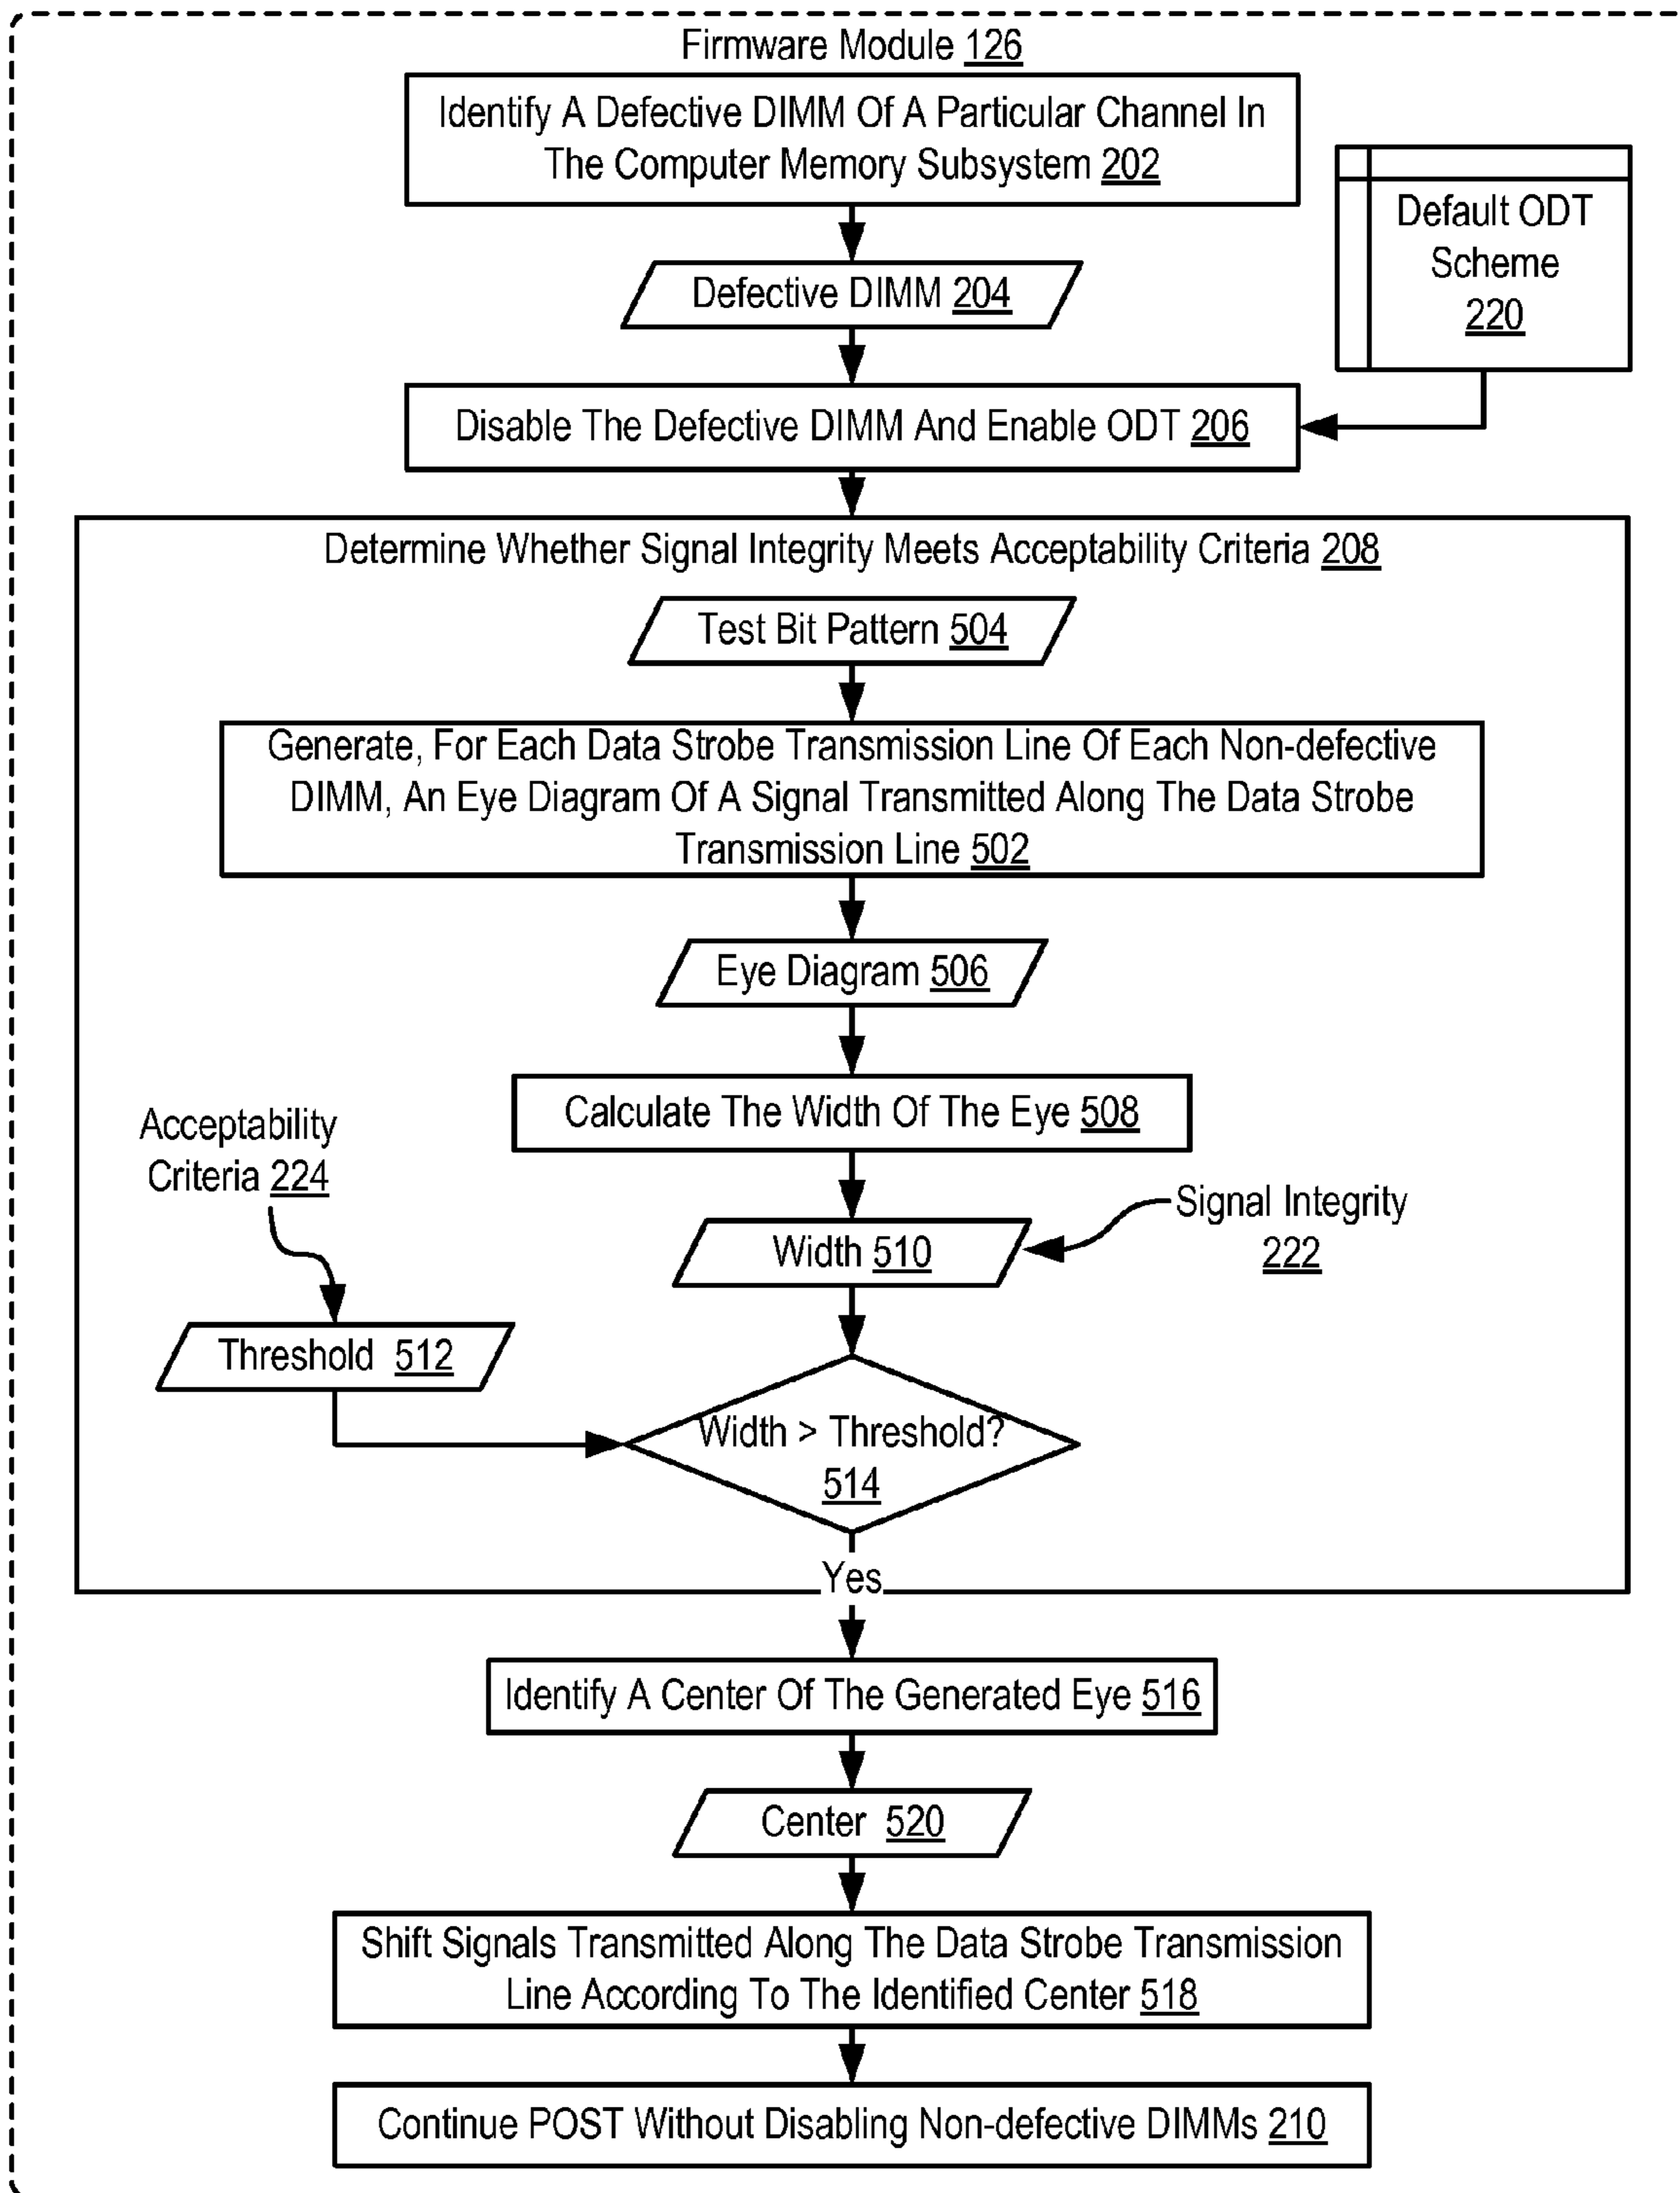 Firmware Module 126
Identify A Defective DIMM Of A Particular Channel In
The Computer Memory Subsystem 202
Default ODT
Scheme
220
Defective DIMM 204
Disable The Defective DIMM And Enable ODT 206
Determine Whether Signal Integrity Meets Acceptability Criteria 208
Test Bit Pattern 504
Generate, For Each Data Strobe Transmission Line Of Each Non-defective
DIMM, An Eye Diagram Of A Signal Transmitted Along The Data Strobe
Transmission Line 502
Eye Diagram 506
Calculate The Width Of The Eye 508
Acceptability
Criteria 224
Signal Integrity
222
Width 510
Threshold 512
Width > Threshold?
514
Yes
Identify A Center Of The Generated Eye 516
Center 520
Shift Signals Transmitted Along The Data Strobe Transmission
Line According To The Identified Center 518
Continue POST Without Disabling Non-defective DIMMs 210